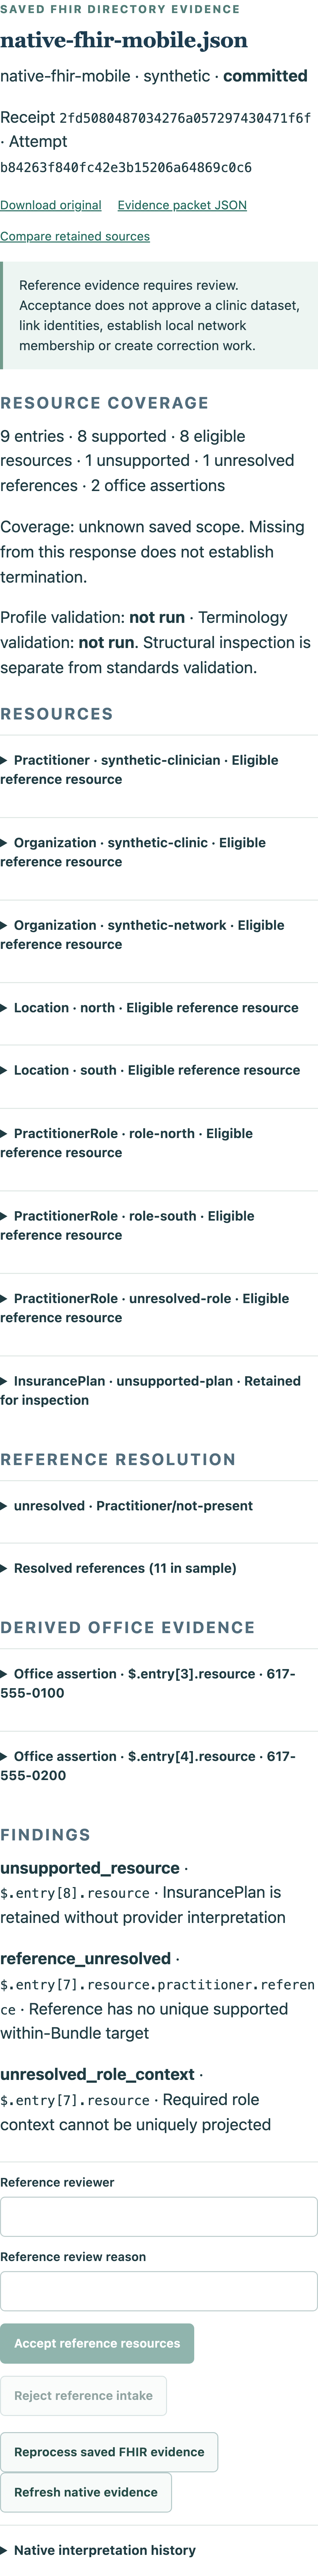 SAVED FHIR DIRECTORY EVIDENCE
native-fhir-mobile.json
native-fhir-mobile · synthetic · committed
Receipt 2fd5080487034276a057297430471f6f
· Attempt
b84263f840fc42e3b15206a64869c0c6
Download original Evidence packet JSON
Compare retained sources
Reference evidence requires review.
Acceptance does not approve a clinic dataset,
link identities, establish local network
membership or create correction work.
RESOURCE COVERAGE
9 entries · 8 supported · 8 eligible
resources · 1 unsupported · 1 unresolved
references · 2 office assertions
Coverage: unknown saved scope. Missing
from this response does not establish
termination.
Profile validation: not run · Terminology
validation: not run. Structural inspection is
separate from standards validation.
RESOURCES
Practitioner · synthetic-clinician · Eligible
reference resource
Organization · synthetic-clinic · Eligible
reference resource
Organization · synthetic-network · Eligible
reference resource
Location · north · Eligible reference resource
Location · south · Eligible reference resource
PractitionerRole · role-north · Eligible
reference resource
PractitionerRole · role-south · Eligible
reference resource
PractitionerRole · unresolved-role · Eligible
reference resource
InsurancePlan · unsupported-plan · Retained
for inspection
REFERENCE RESOLUTION
unresolved · Practitioner/not-present
Resolved references (11 in sample)
DERIVED OFFICE EVIDENCE
Office assertion · $.entry[3].resource · 617-
555-0100
Office assertion · $.entry[4].resource · 617-
555-0200
FINDINGS
unsupported_resource ·
$.entry[8].resource · InsurancePlan is
retained without provider interpretation
reference_unresolved ·
$.entry[7].resource.practitioner.referen
ce · Reference has no unique supported
within-Bundle target
unresolved_role_context ·
$.entry[7].resource · Required role
context cannot be uniquely projected
Reference reviewer
Reference review reason
Accept reference resources
Reject reference intake
Reprocess saved FHIR evidence
Refresh native evidence
Native interpretation history